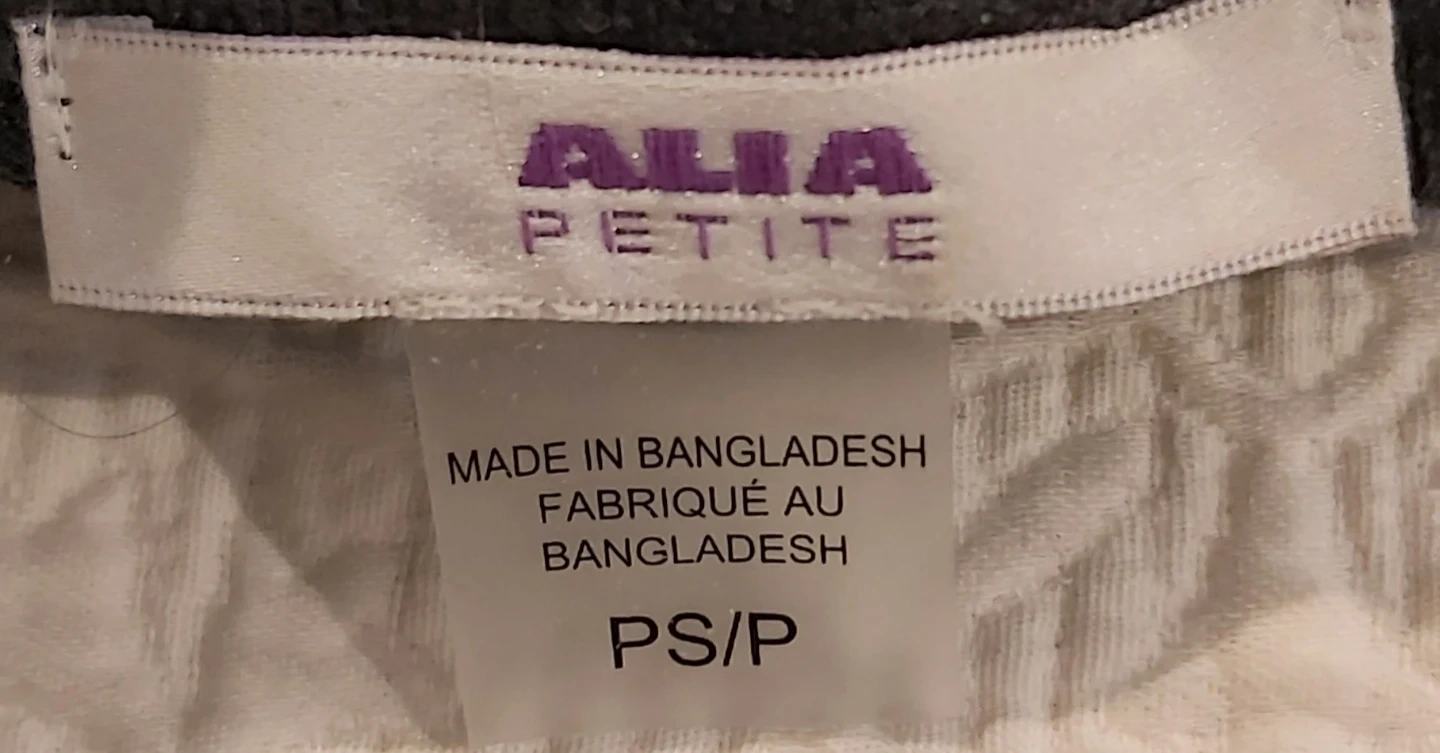 ALIA
PETITE
MADE IN BANGLADESH
FABRIQUÉ AU
BANGLADESH
PS/P